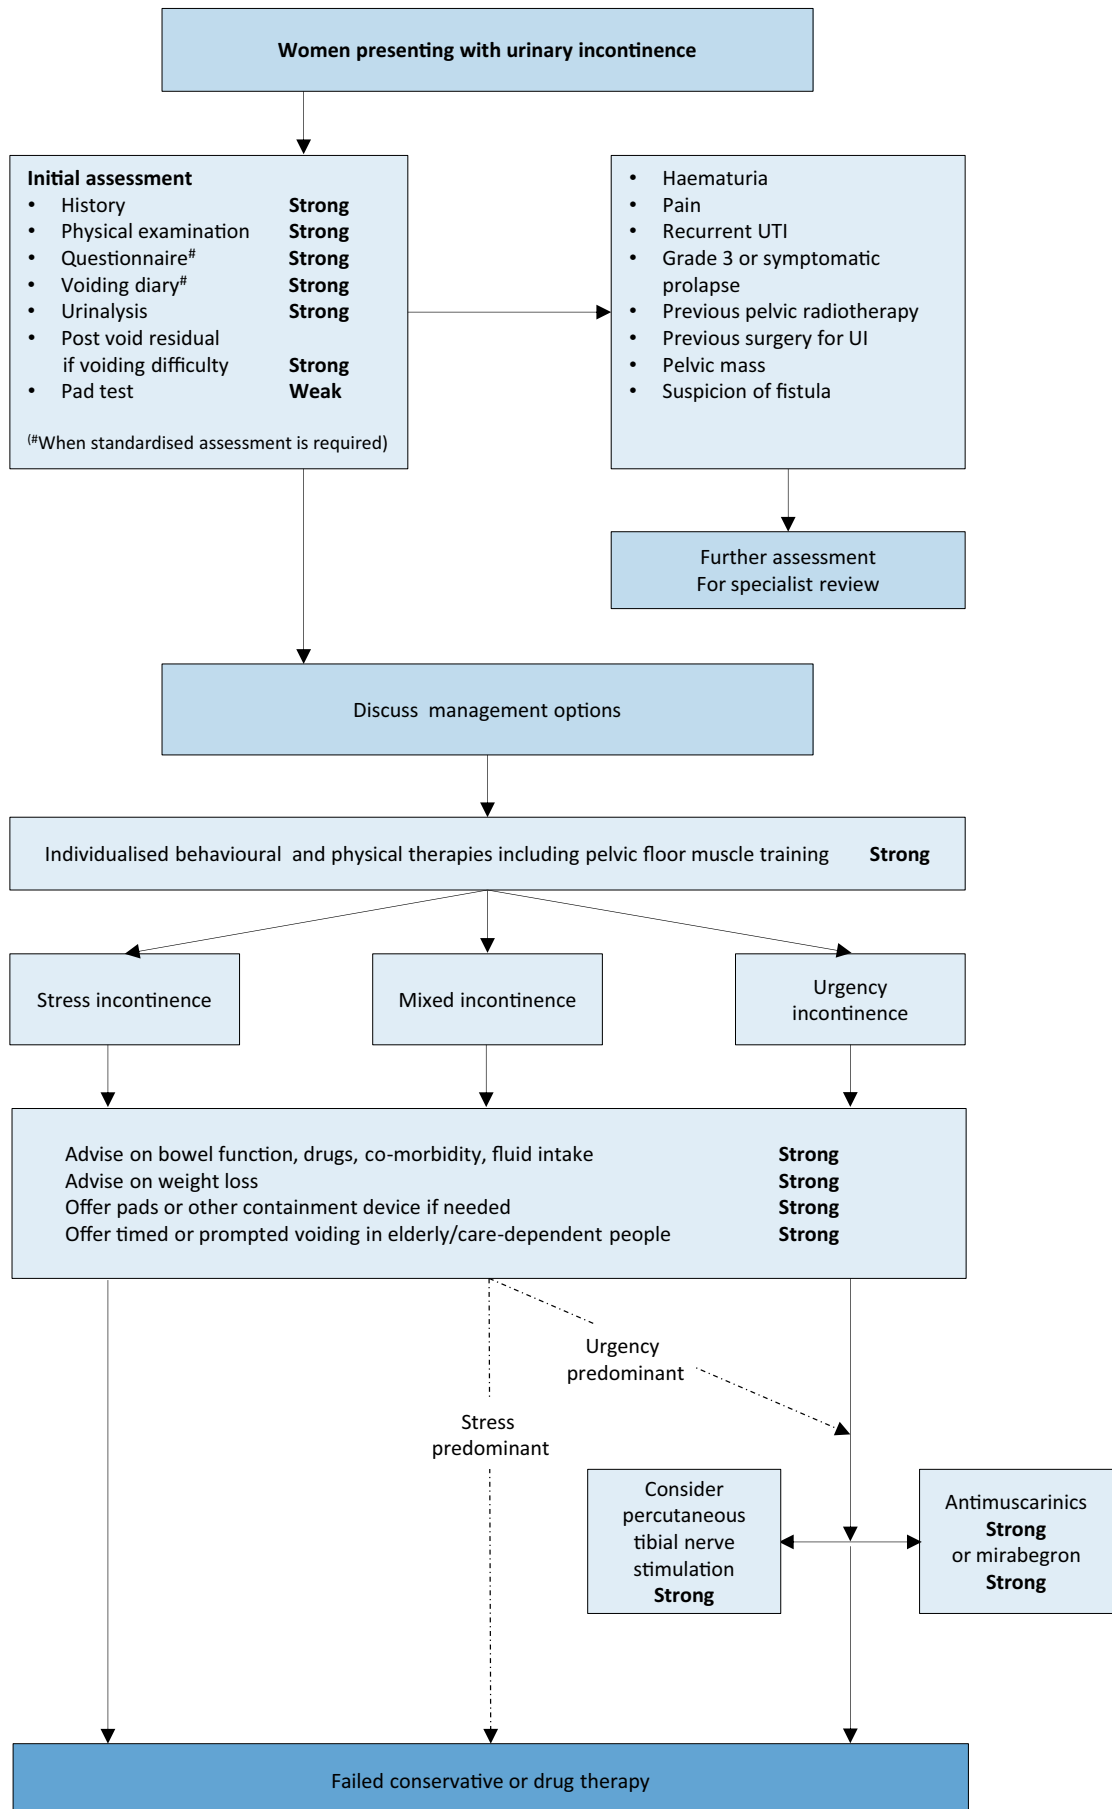 Women presenting with urinary incontinence
Initial assessment
• History Strong
• Physical examination Strong
• Questionnaire# Strong
• Voiding diary# Strong
• Urinalysis Strong
• Post void residual
if voiding difficulty Strong
• Pad test Weak
(#When standardised assessment is required)
• Haematuria
• Pain
• Recurrent UTI
• Grade 3 or symptomatic
prolapse
• Previous pelvic radiotherapy
• Previous surgery for UI
• Pelvic mass
• Suspicion of fistula
Further assessment
For specialist review
Discuss management options
Individualised behavioural and physical therapies including pelvic floor muscle training Strong
Stress incontinence
Mixed incontinence
Urgency
incontinence
Advise on bowel function, drugs, co-morbidity, fluid intake Strong
Advise on weight loss Strong
Offer pads or other containment device if needed Strong
Offer timed or prompted voiding in elderly/care-dependent people Strong
Urgency
predominant
Stress
predominant
Consider
percutaneous
tibial nerve
stimulation
Strong
Antimuscarinics
Strong
or mirabegron
Strong
Failed conservative or drug therapy